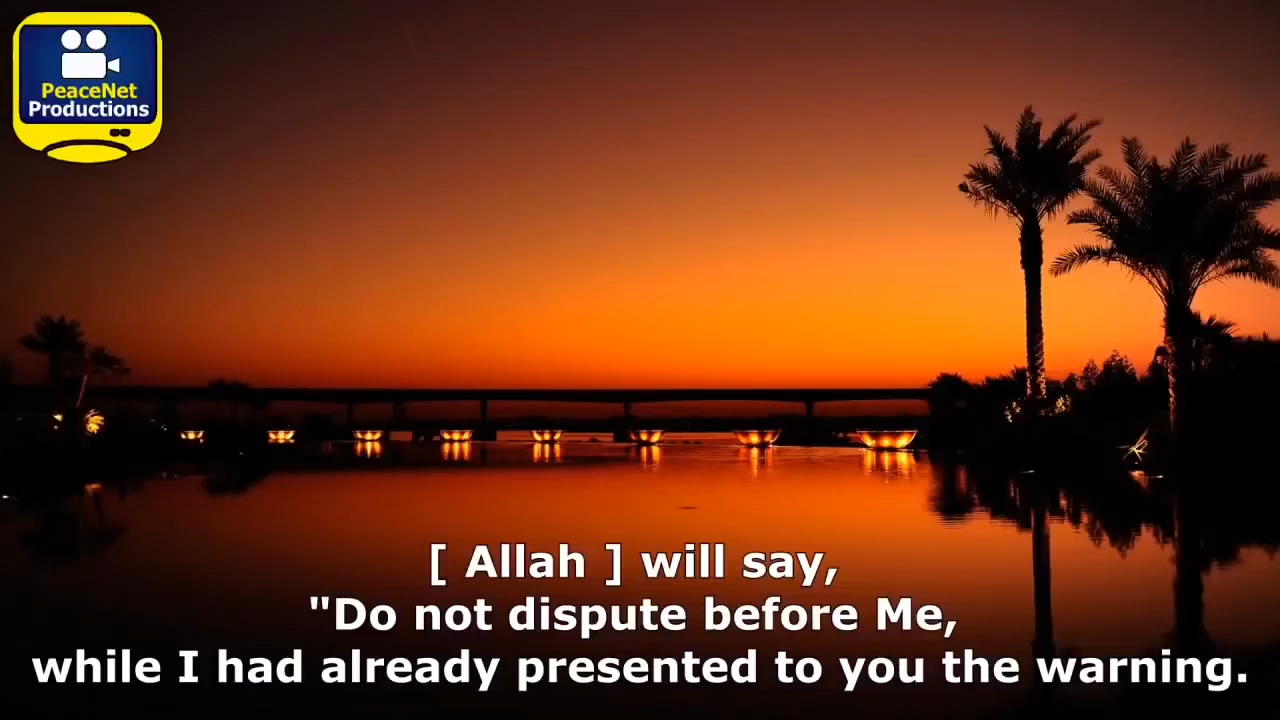 PeaceNet
Productions
[ Allah ] will say,
"Do not dispute before Me,
while I had already presented to you the warning.